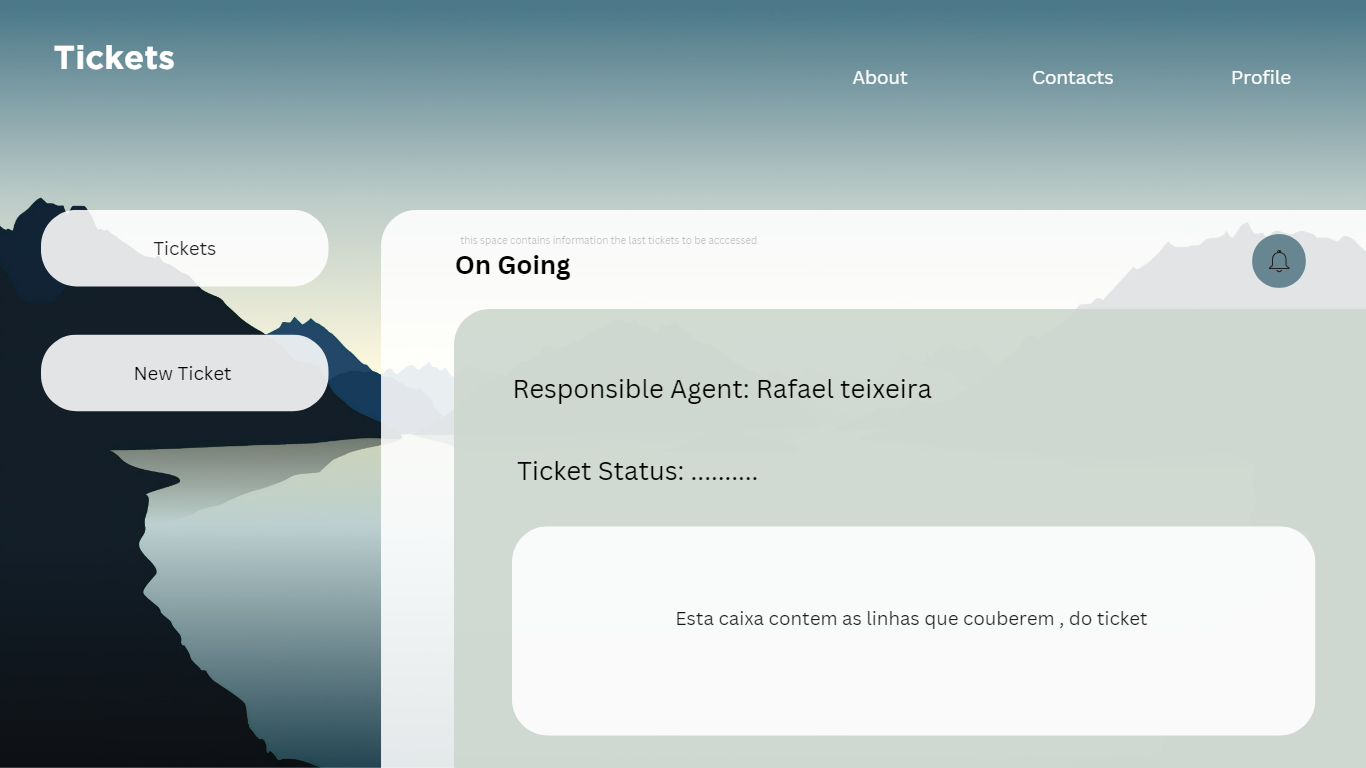 Tickets
About
Contacts
Profile
Tickets
New Ticket
this space contains information the last tickets to be acccessed
On Going
Responsible Agent: Rafael teixeira
Ticket Status: ..........
Esta caixa contem as linhas que couberem , do ticket